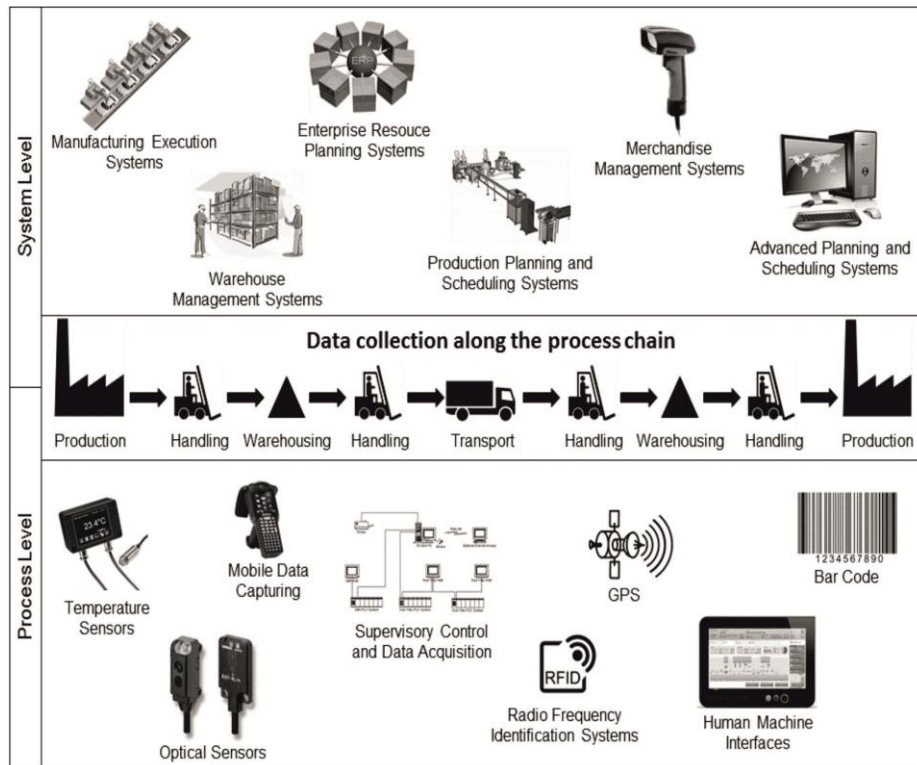 System Level
ERP
Manufacturing Execution
Systems
Enterprise Resouce
Planning Systems
Merchandise
Management Systems
Warehouse
Management Systems
Production Planning and
Scheduling Systems
Advanced Planning and
Scheduling Systems
Data collection along the process chain
Production
Handling
Warehousing
Handling
Transport
Handling
Warehousing
Handling
Production
Process Level
23.4°C
Temperature
Sensors
Mobile Data
Capturing
Supervisory Control
and Data Acquisition
GPS
1234567890
Bar Code
Optical Sensors
RFID
Radio Frequency
Identification Systems
Human Machine
Interfaces